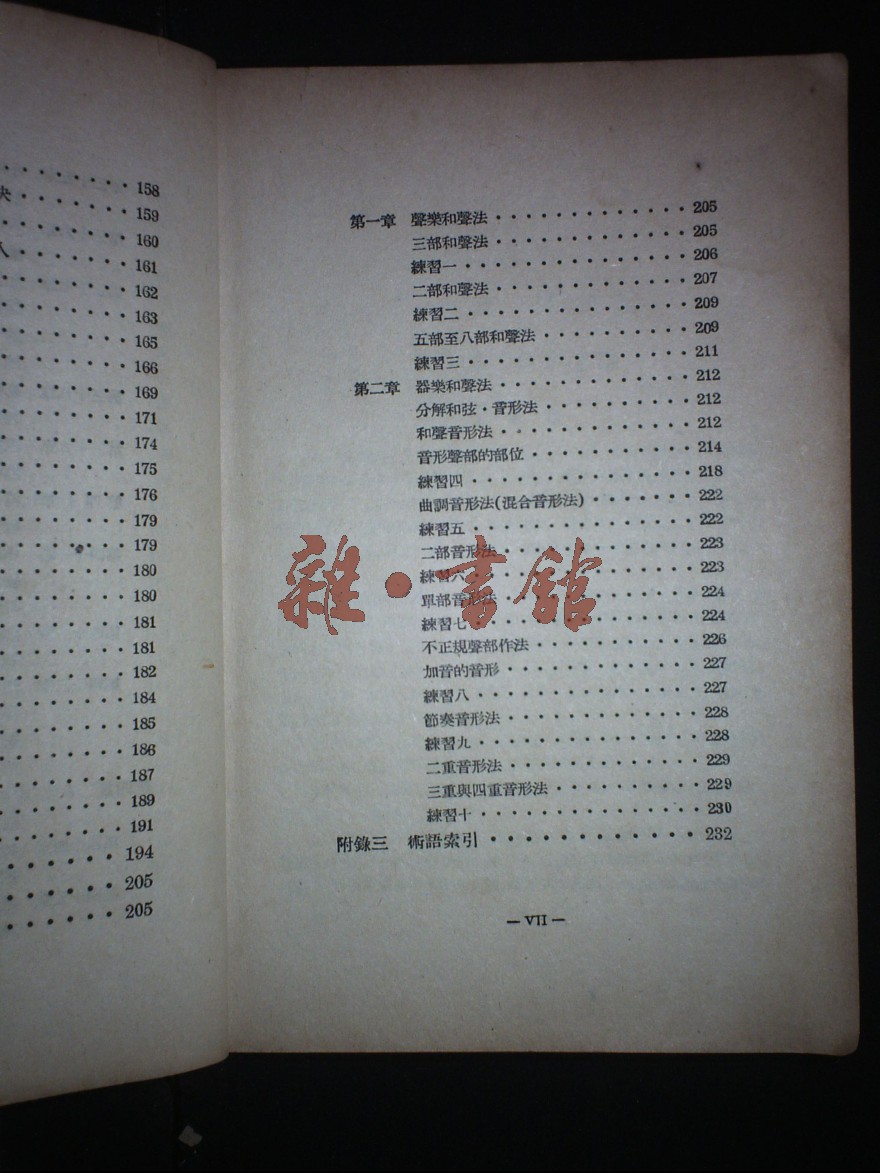 158
決 159
160
人 161
162
163
165
166
169
171
174
175
176
179
179
180
180
181
181
182
184
185
186
187
189
191
194
205
205
第一章 聲樂和聲法 205
三部和聲法 205
練習一 206
二部和聲法 207
練習二 209
五部至八部和聲法 209
練習三 211
第二章 器樂和聲法 212
分解和弦・音形法 212
和聲音形法 212
音形聲部的部位 214
練習四 218
曲調音形法(混合音形法) 222
練習五 222
二部音形法 223
練習六 223
單部音形法 224
練習七 224
不正規聲部作法 226
加音的音形 227
練習八 227
節奏音形法 228
練習九 228
二重音形法 229
三重與四重音形法 229
練習十 230
附錄三 術語索引 232
— VII —
雜・書館